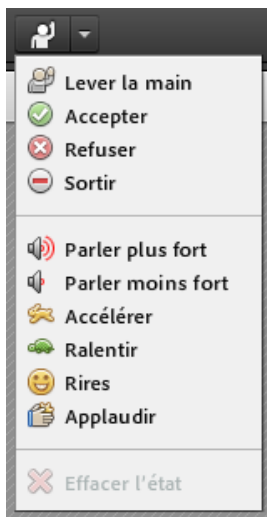 Lever la main
Accepter
Refuser
Sortir
Parler plus fort
Parler moins fort
Accélérer
Ralentir
Rires
Applaudir
Effacer l'état